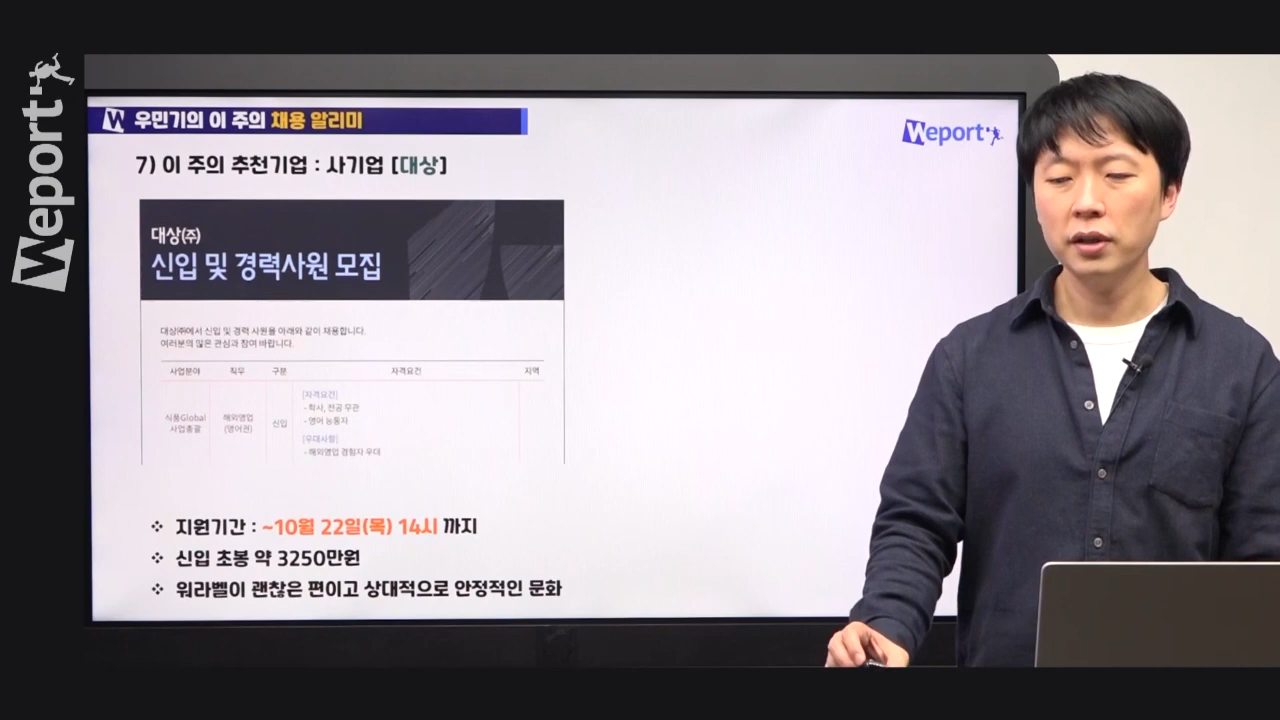 Weport
우민기의 이 주의 채용 알리미
Weport
7) 이 주의 추천기업 : 사기업 [대상]
대상(주)
신입 및 경력사원 모집
대상㈜에서 신입 및 경력 사원을 아래와 같이 채용합니다.
여러분의 많은 관심과 참여 바랍니다.
사업분야 직무 구분 자격요건 지역
식품Global
사업총괄
해외영업
(영어권)
신입
[자격요건]
- 학사, 전공 무관
- 영어 능통자
[우대사항]
- 해외영업 경험자 우대
❖ 지원기간 : ~10월 22일(목) 14시 까지
❖ 신입 초봉 약 3250만원
❖ 워라벨이 괜찮은 편이고 상대적으로 안정적인 문화